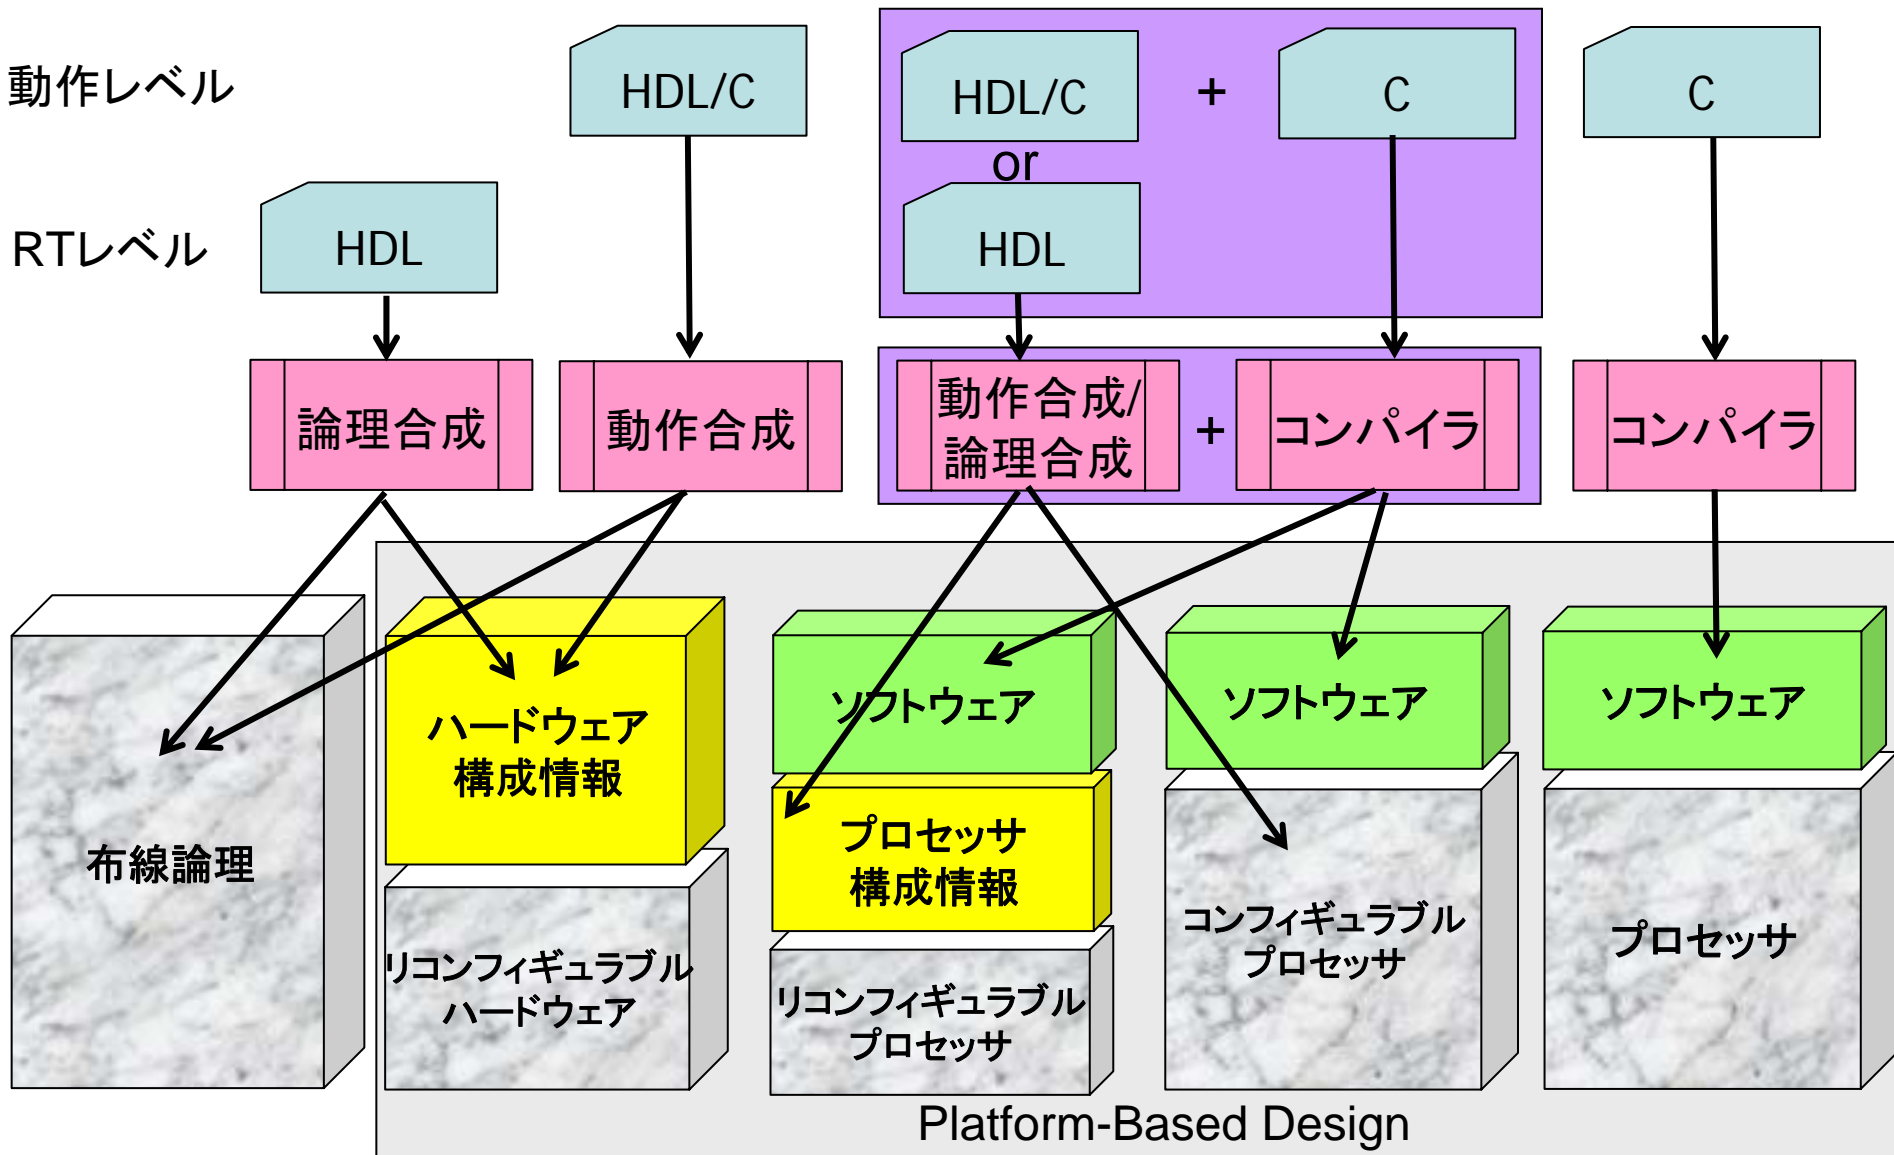 動作レベル
HDL/C
HDL/C
+
C
C
or
RTレベル
HDL
HDL
論理合成
動作合成
動作合成/
論理合成
+
コンパイラ
コンパイラ
布線論理
ハードウェア
構成情報
リコンフィギュラブル
ハードウェア
ソフトウェア
プロセッサ
構成情報
リコンフィギュラブル
プロセッサ
ソフトウェア
コンフィギュラブル
プロセッサ
ソフトウェア
プロセッサ
Platform-Based Design